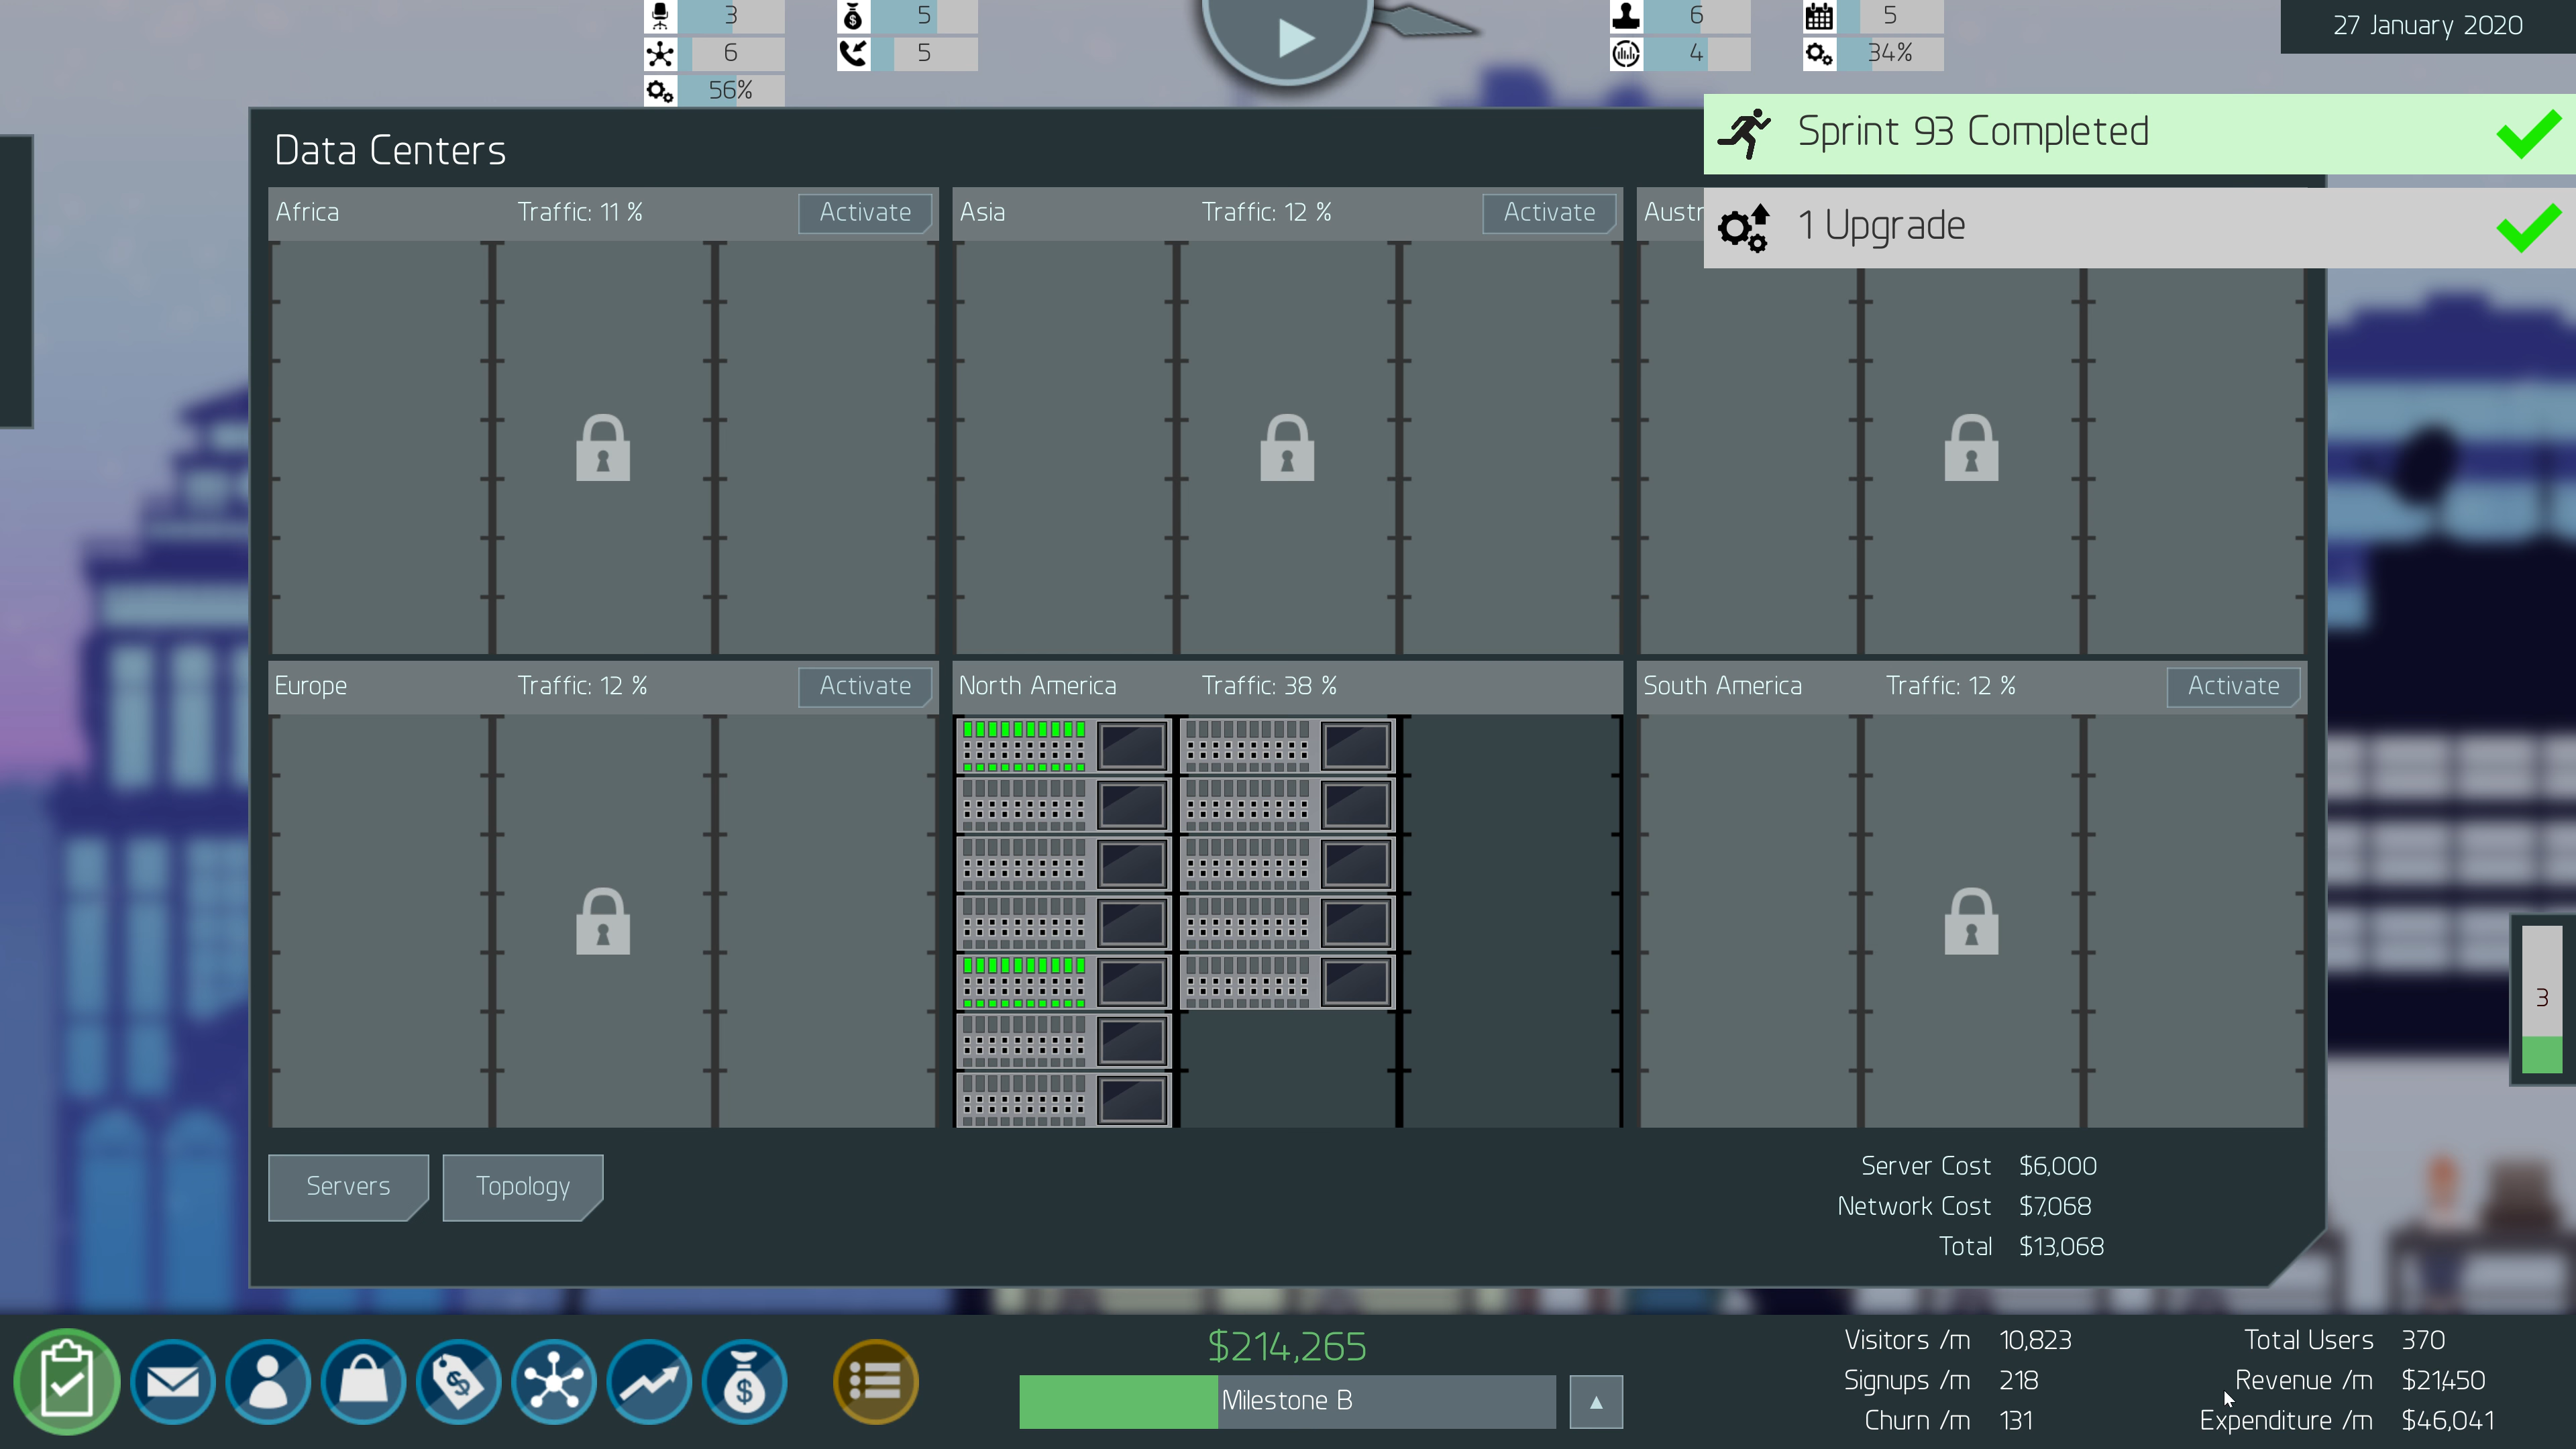 3
5
6
5
27 January 2020
6
5
4
34%
56%
Data Centers
Sprint 93 Completed
1 Upgrade
Africa Traffic: 11 % Activate
Asia Traffic: 12 % Activate
Austr
Europe Traffic: 12 % Activate
North America Traffic: 38 %
South America Traffic: 12 % Activate
3
Servers
Topology
Server Cost $6,000
Network Cost $7,068
Total $13,068
$214,265
Milestone B
Visitors /m 10,823
Signups /m 218
Churn /m 131
Total Users 370
Revenue /m $21,450
Expenditure /m $46,041